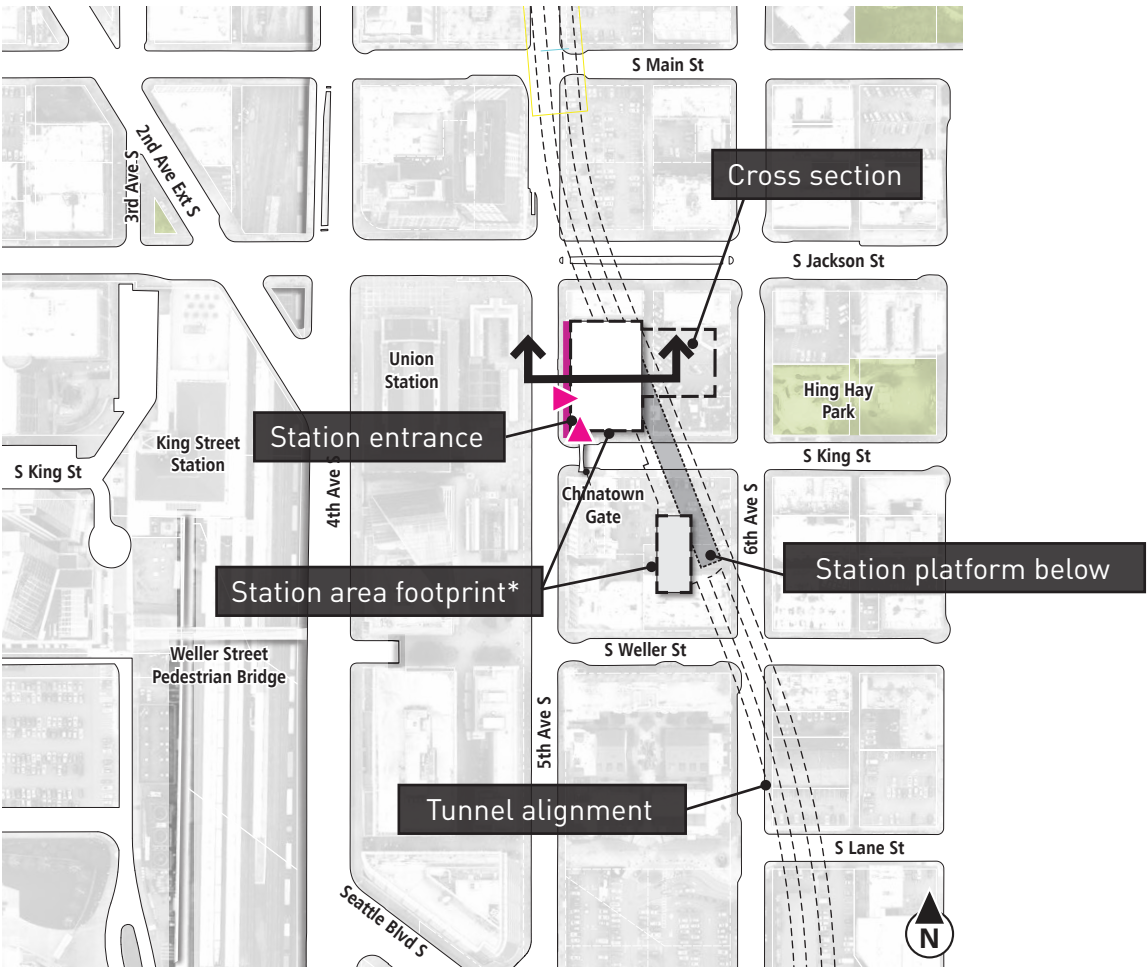 S Main St
2nd Ave Ext S
3rd Ave S
Cross section
S Jackson St
Union
Station
Hing Hay
Park
Station entrance
King Street
Station
S King St
S King St
4th Ave S
Chinatown
Gate
6th Ave S
Station platform below
Station area footprint*
S Weller St
Weller Street
Pedestrian Bridge
5th Ave S
Tunnel alignment
S Lane St
Seattle Blvd S
N